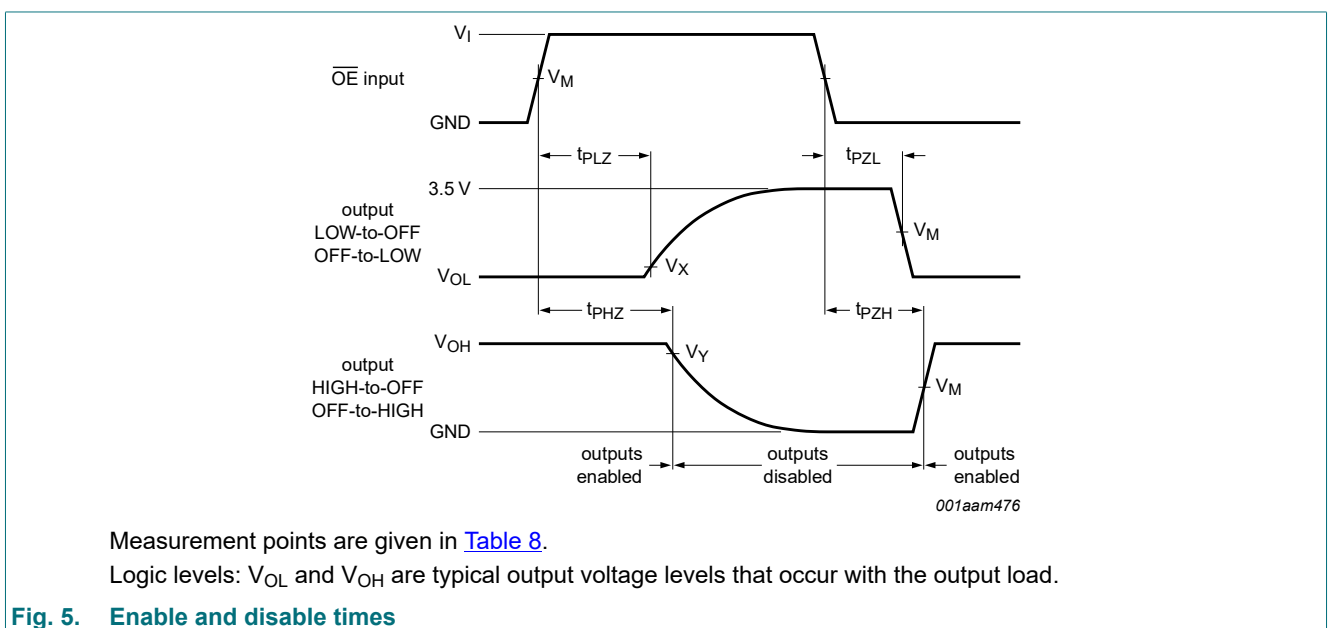 V_I
O̅E̅ input
V_M
GND
t_PLZ
t_PZL
3.5 V
output
LOW-to-OFF
OFF-to-LOW
V_M
V_X
V_OL
t_PHZ
t_PZH
V_OH
V_Y
output
HIGH-to-OFF
OFF-to-HIGH
V_M
GND
outputs
enabled
outputs
disabled
outputs
enabled
001aam476
Measurement points are given in Table 8.
Logic levels: V_OL and V_OH are typical output voltage levels that occur with the output load.
Fig. 5. Enable and disable times